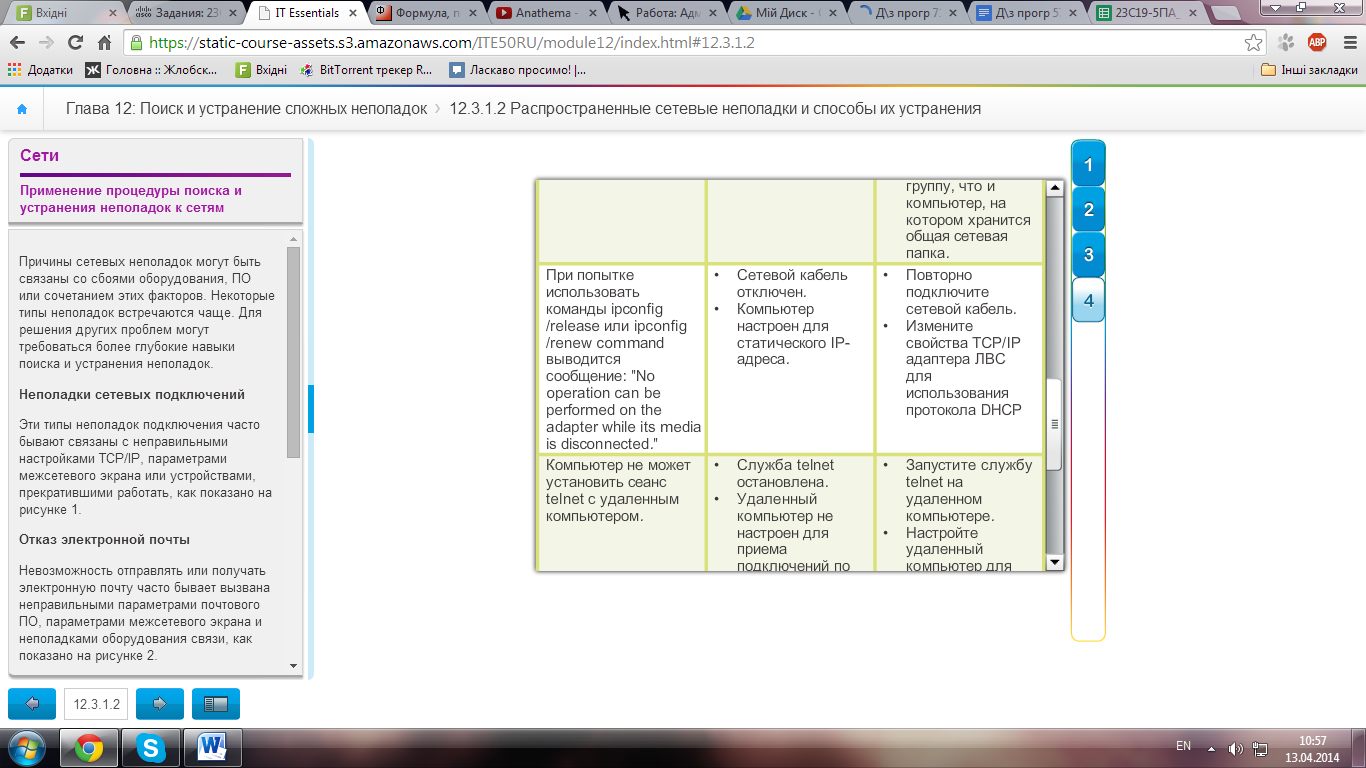 Вхідні
Задания: 23С
IT Essentials
Формула, п
Anathema -
Работа: Адм
Мій Диск -
Д\з прогр 7
Д\з прогр 5
23С19-5ПА_
https://static-course-assets.s3.amazonaws.com/ITE50RU/module12/index.html#12.3.1.2
Додатки
Головна :: Жлобск...
Вхідні
BitTorrent трекер R...
Ласкаво просимо! |...
Інші закладки
Глава 12: Поиск и устранение сложных неполадок
12.3.1.2 Распространенные сетевые неполадки и способы их устранения
Сети
Применение процедуры поиска и
устранения неполадок к сетям
Причины сетевых неполадок могут быть
связаны со сбоями оборудования, ПО
или сочетанием этих факторов. Некоторые
типы неполадок встречаются чаще. Для
решения других проблем могут
требоваться более глубокие навыки
поиска и устранения неполадок.
Неполадки сетевых подключений
Эти типы неполадок подключения часто
бывают связаны с неправильными
настройками TCP/IP, параметрами
межсетевого экрана или устройствами,
прекратившими работать, как показано на
рисунке 1.
Отказ электронной почты
Невозможность отправлять или получать
электронную почту часто бывает вызвана
неправильными параметрами почтового
ПО, параметрами межсетевого экрана и
неполадками оборудования связи, как
показано на рисунке 2.
группу, что и
компьютер, на
котором хранится
общая сетевая
папка.
При попытке
использовать
команды ipconfig
/release или ipconfig
/renew command
выводится
сообщение: "No
operation can be
performed on the
adapter while its media
is disconnected."
• Сетевой кабель
отключен.
• Компьютер
настроен для
статического IP-
адреса.
• Повторно
подключите
сетевой кабель.
• Измените
свойства TCP/IP
адаптера ЛВС
для
использования
протокола DHCP
Компьютер не может
установить сеанс
telnet с удаленным
компьютером.
• Служба telnet
остановлена.
• Удаленный
компьютер не
настроен для
приема
подключений по
• Запустите службу
telnet на
удаленном
компьютере.
• Настройте
удаленный
компьютер для
1
2
3
4
12.3.1.2
EN
10:57
13.04.2014